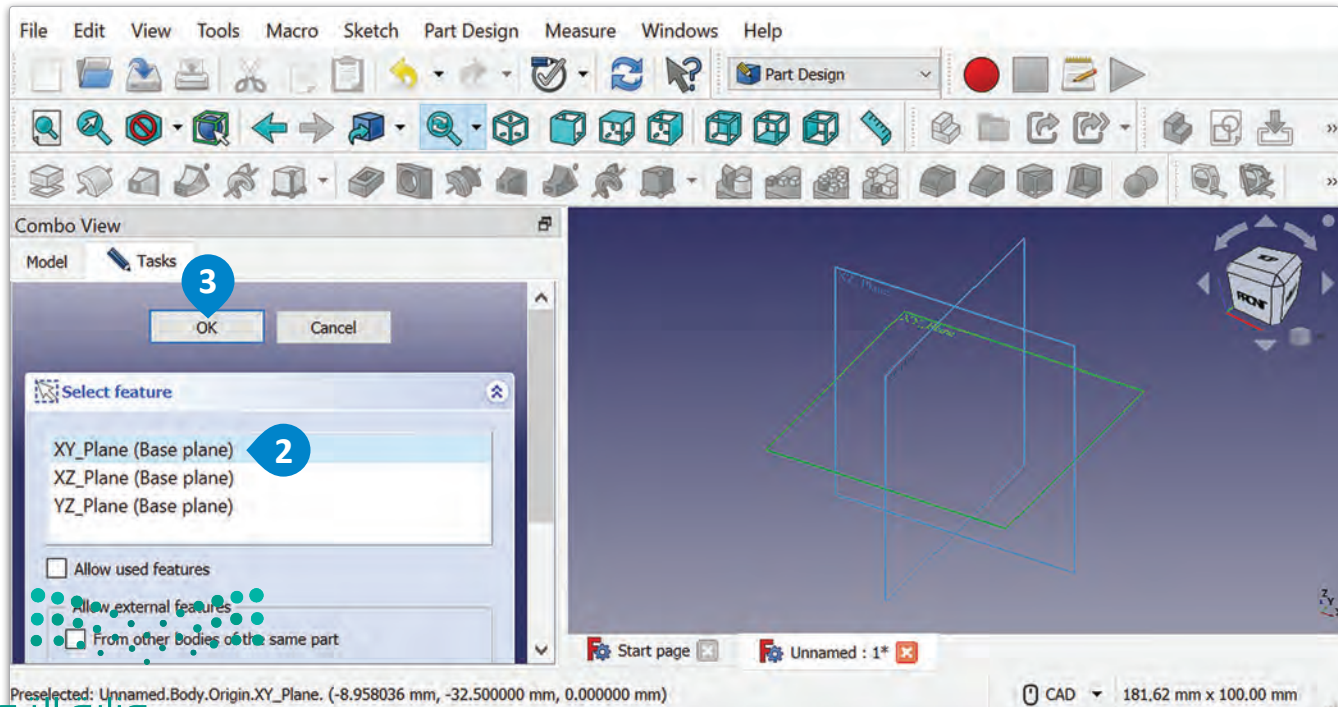 File Edit View Tools Macro Sketch Part Design Measure Windows Help
Part Design
Combo View
Model Tasks
3
OK Cancel
Select feature
XY_Plane (Base plane) 2
XZ_Plane (Base plane)
YZ_Plane (Base plane)
Allow used features
Allow external features
From other Bodies of the same part
XZ_Plane
XY_Plane
FRONT
Z
Y
X
Start page Unnamed : 1*
Preselected: Unnamed.Body.Origin.XY_Plane. (-8.958036 mm, -32.500000 mm, 0.000000 mm) CAD 181.62 mm x 100.00 mm